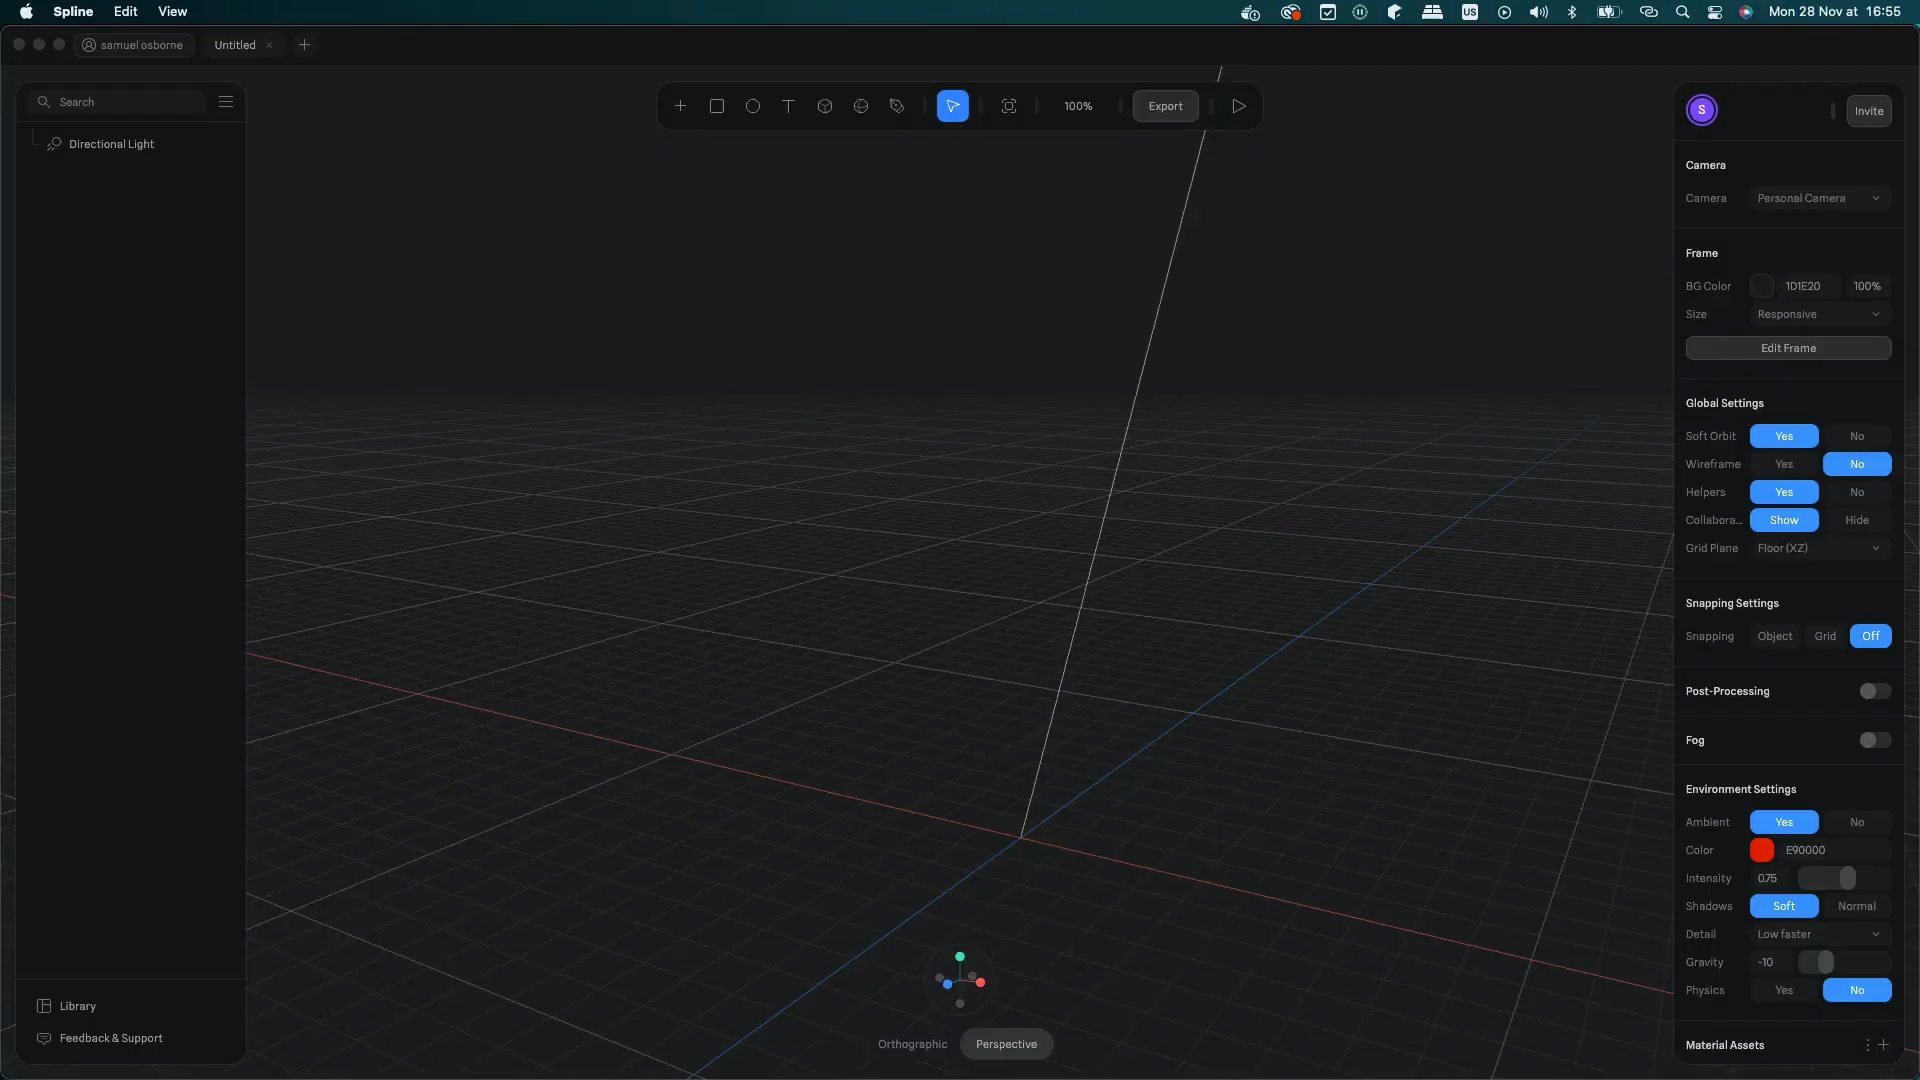 Spline Edit View
US
Mon 28 Nov at 16:55
samuel osborne
Untitled
Search
Directional Light
100%
Export
S
Invite
Camera
Camera Personal Camera
Frame
BG Color 1D1E20 100%
Size Responsive
Edit Frame
Global Settings
Soft Orbit Yes No
Wireframe Yes No
Helpers Yes No
Collabora... Show Hide
Grid Plane Floor (XZ)
Snapping Settings
Snapping Object Grid Off
Post-Processing
Fog
Environment Settings
Ambient Yes No
Color E90000
Intensity 0.75
Shadows Soft Normal
Detail Low faster
Gravity -10
Physics Yes No
Material Assets
Library
Feedback & Support
Orthographic Perspective